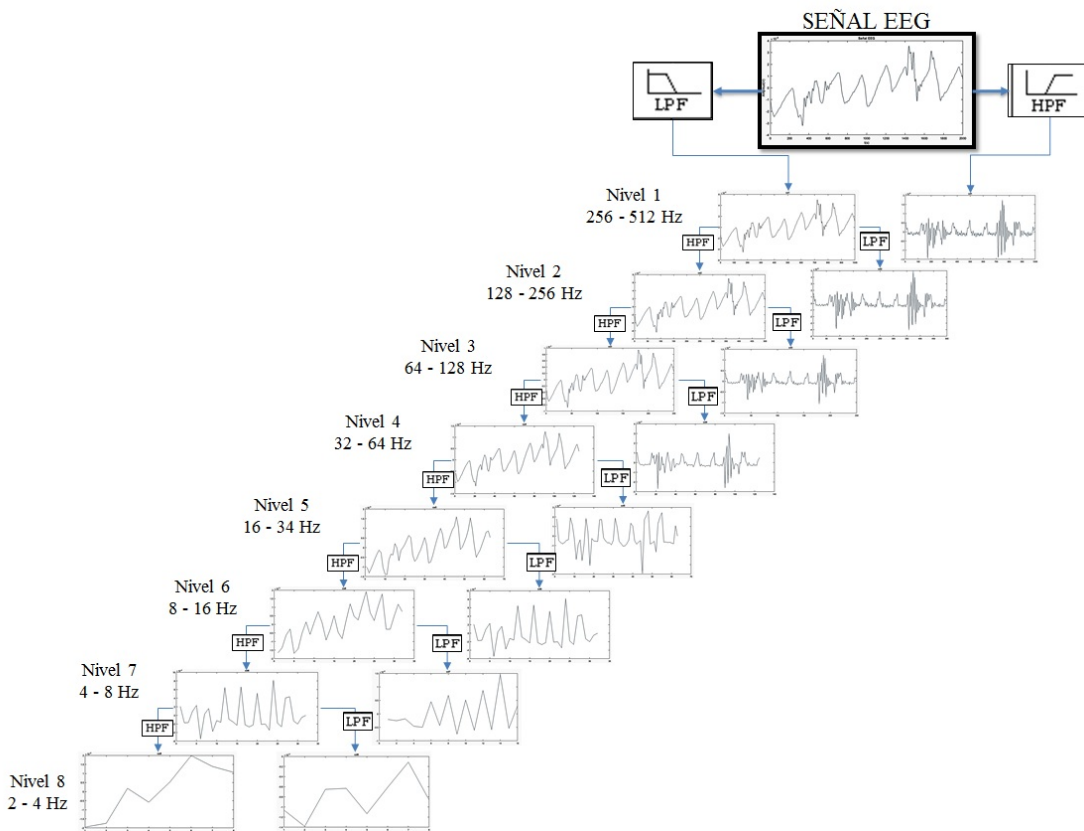 SEÑAL EEG
Señal EEG
LPF
HPF
Nivel 1
256 - 512 Hz
HPF
LPF
Nivel 2
128 - 256 Hz
HPF
LPF
Nivel 3
64 - 128 Hz
HPF
LPF
Nivel 4
32 - 64 Hz
HPF
LPF
Nivel 5
16 - 34 Hz
HPF
LPF
Nivel 6
8 - 16 Hz
HPF
LPF
Nivel 7
4 - 8 Hz
HPF
LPF
Nivel 8
2 - 4 Hz